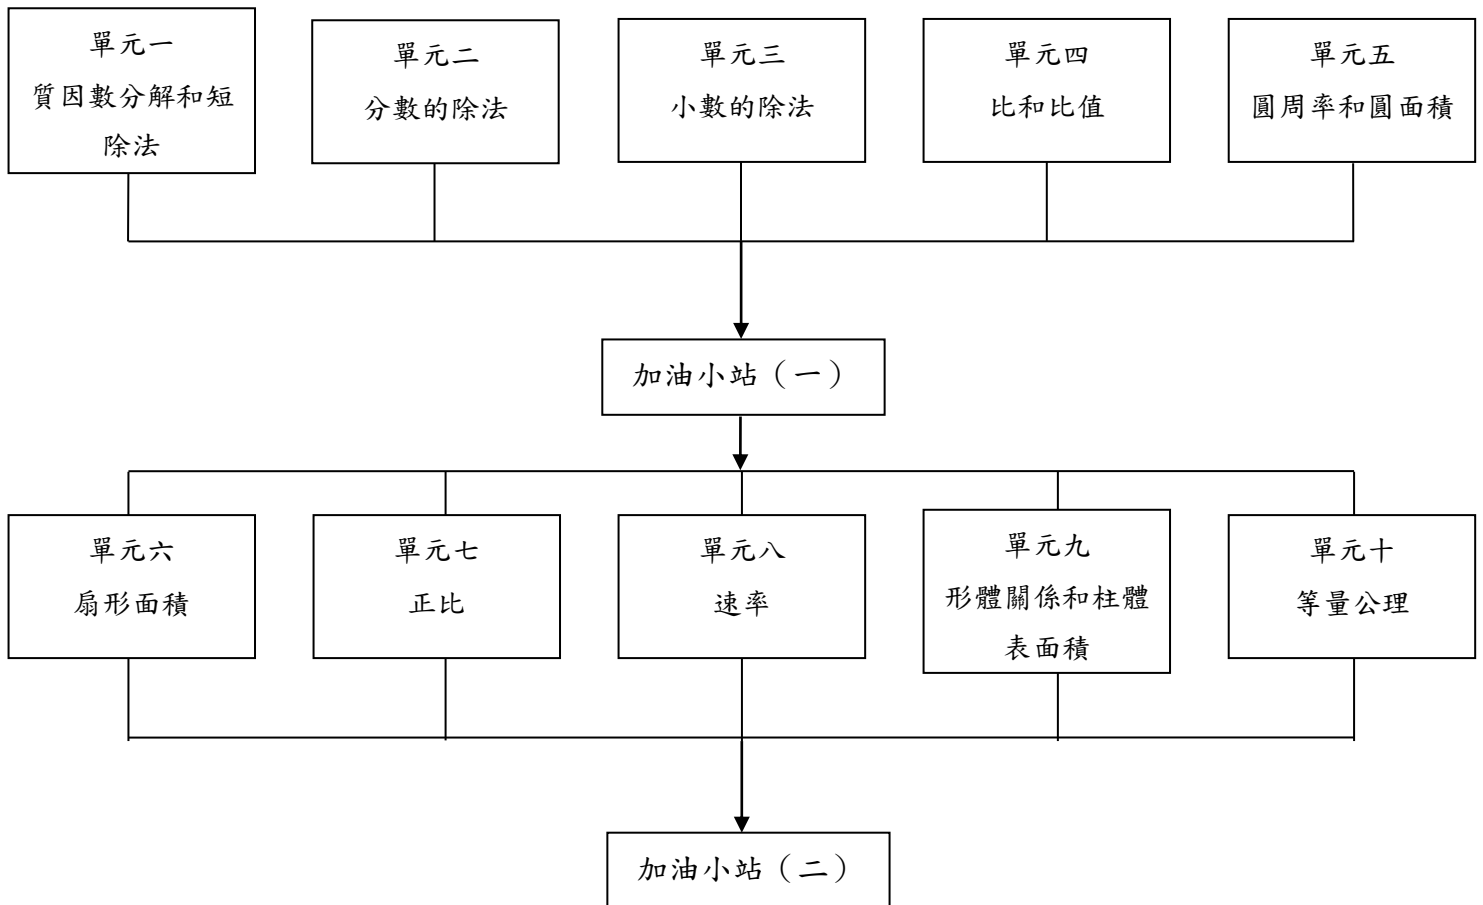 單元一
質因數分解和短
除法
單元二
分數的除法
單元三
小數的除法
單元四
比和比值
單元五
圓周率和圓面積
加油小站（一）
單元六
扇形面積
單元七
正比
單元八
速率
單元九
形體關係和柱體
表面積
單元十
等量公理
加油小站（二）